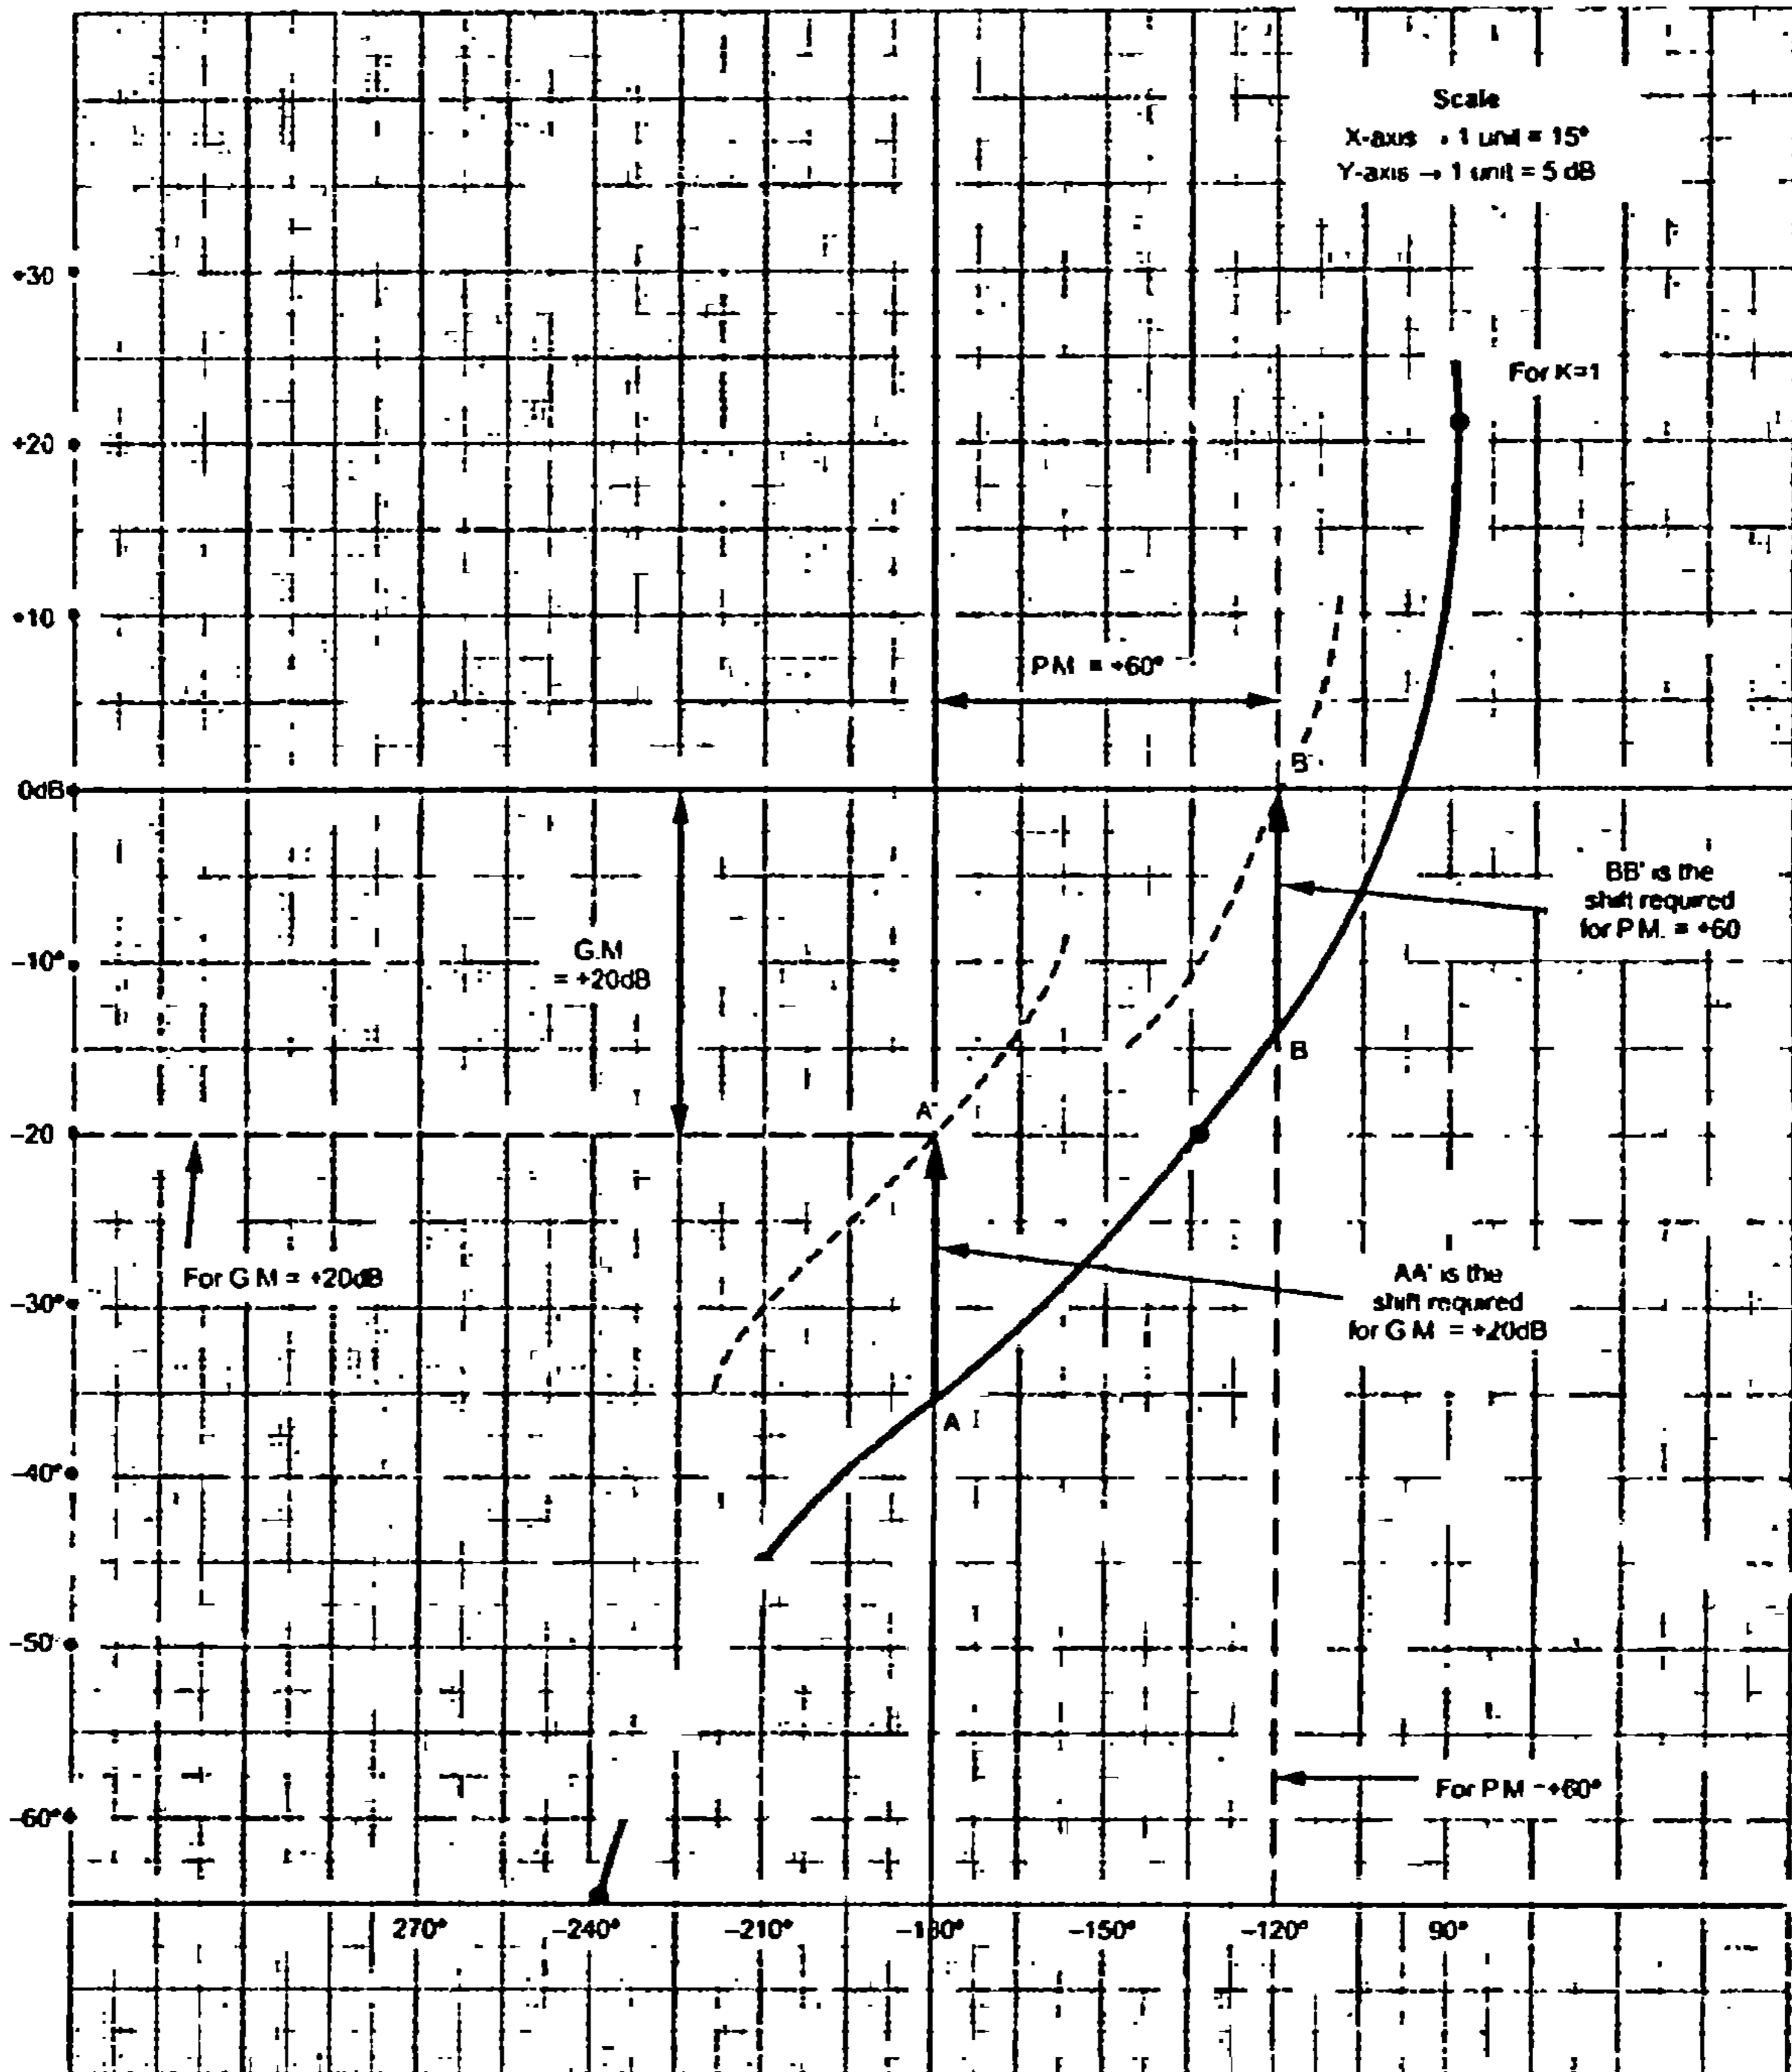 Scale
X-axis → 1 unit = 15°
Y-axis → 1 unit = 5 dB
+30
For K=1
+20
+10
P.M. = +60°
B'
0dB
BB' is the
shift required
for P.M. = +60
G.M
= +20dB
-10°
B
A'
-20
For G M = +20dB
AA' is the
shift required
for G M = +20dB
-30°
A
-40°
-50
For P M -+60°
-60°
270° -240° -210° -180° -150° -120° 90°